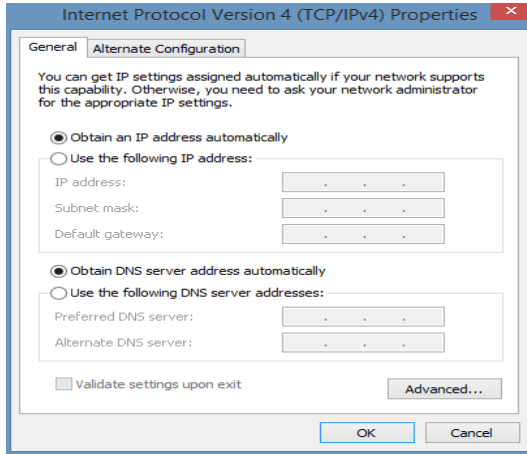 Internet Protocol Version 4 (TCP/IPv4) Properties
General
Alternate Configuration
You can get IP settings assigned automatically if your network supports
this capability. Otherwise, you need to ask your network administrator
for the appropriate IP settings.
Obtain an IP address automatically
Use the following IP address:
IP address:
Subnet mask:
Default gateway:
Obtain DNS server address automatically
Use the following DNS server addresses:
Preferred DNS server:
Alternate DNS server:
Validate settings upon exit
Advanced...
OK
Cancel